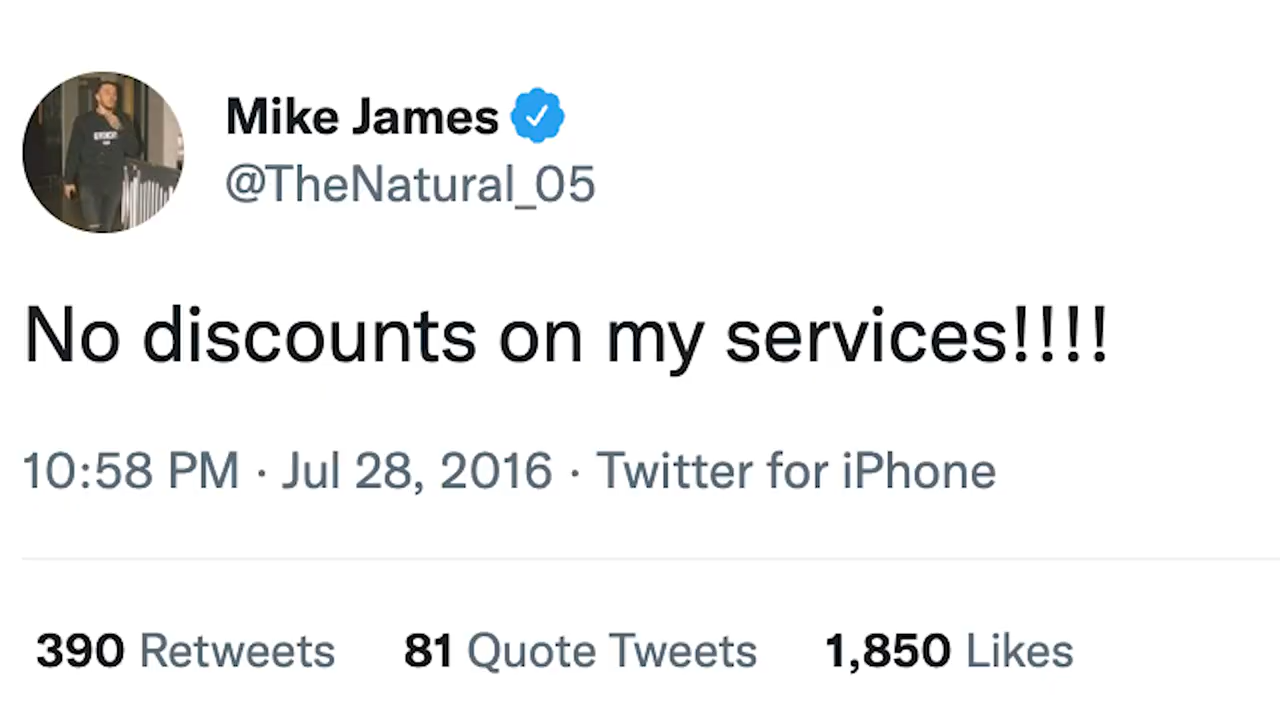 Mike James
@TheNatural_05
No discounts on my services!!!!
10:58 PM · Jul 28, 2016 · Twitter for iPhone
390 Retweets 81 Quote Tweets 1,850 Likes